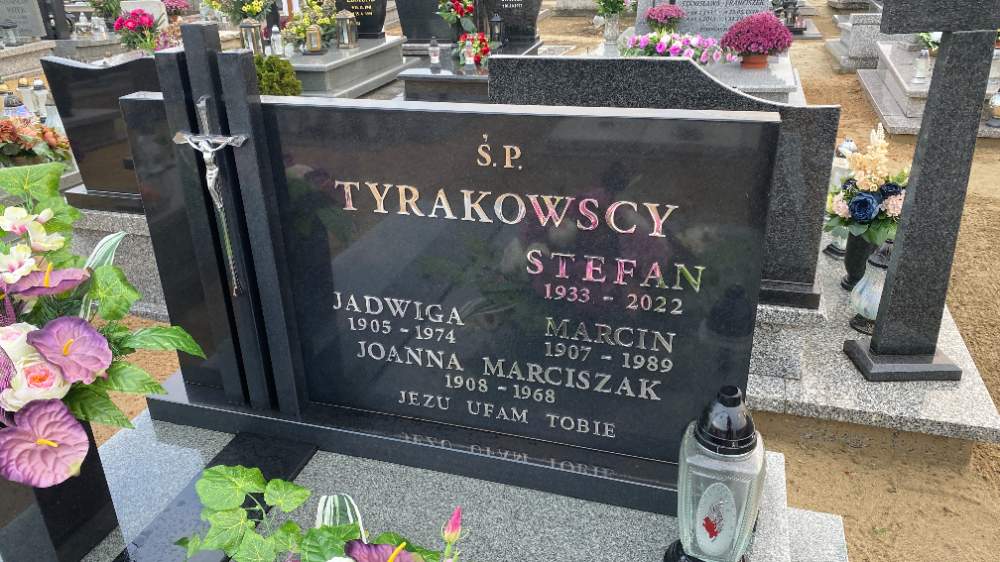 Ś.P.
TYRAKOWSCY
STEFAN
1933 - 2022
JADWIGA MARCIN
1905 - 1974 1907 - 1989
JOANNA MARCISZAK
1908 - 1968
JEZU UFAM TOBIE